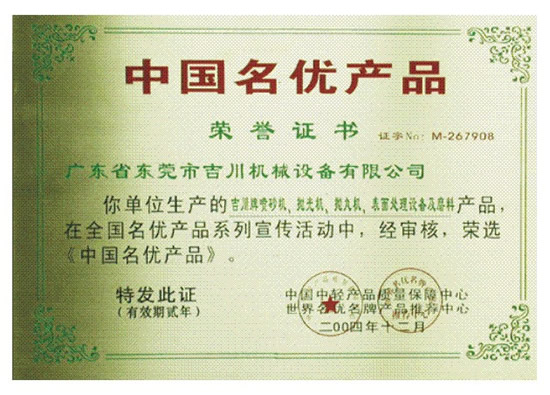 中国名优产品
荣誉证书 证字No: M-267908
广东省东莞市吉川机械设备有限公司
你单位生产的吉川牌喷砂机、抛光机、抛丸机、表面处理设备及磨料产品，
在全国名优产品系列宣传活动中，经审核，荣选
《中国名优产品》。
特发此证
(有效期贰年)
中国中轻产品质量保障中心
世界名优名牌产品推荐中心
二00四年十二月